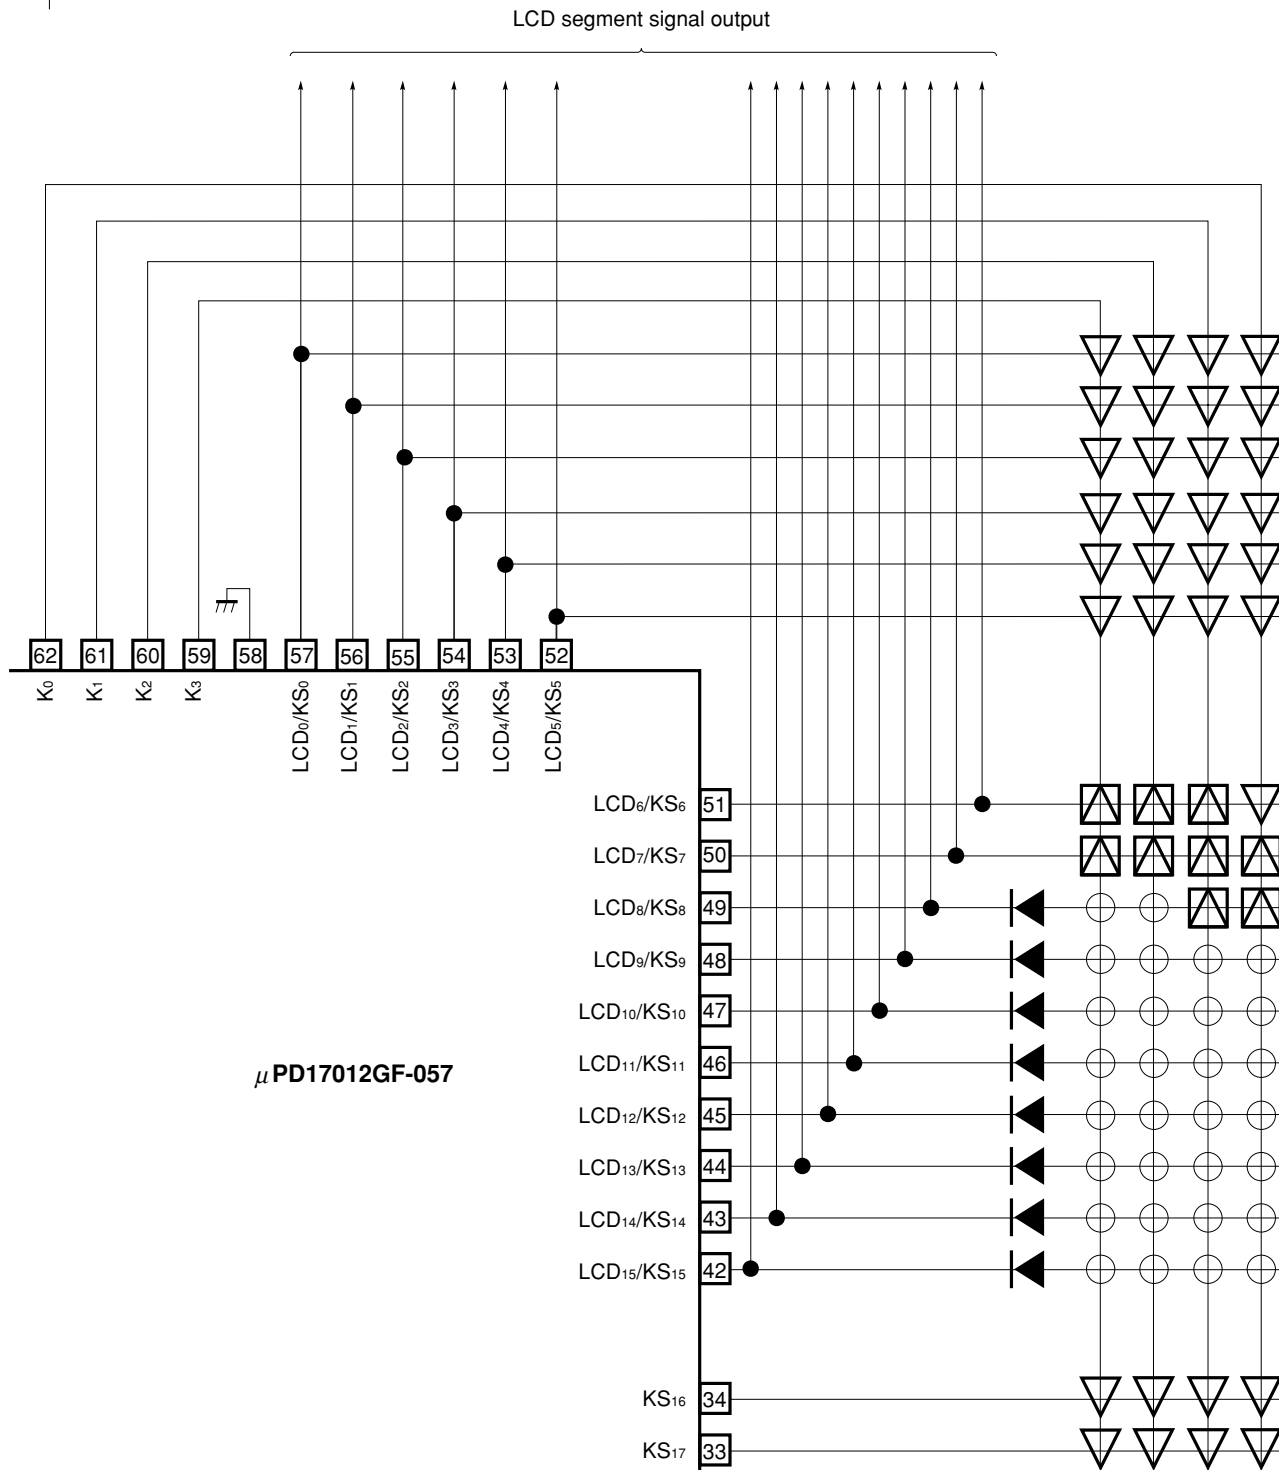 LCD segment signal output
62 61 60 59 58 57 56 55 54 53 52
K0 K1 K2 K3 LCD0/KS0 LCD1/KS1 LCD2/KS2 LCD3/KS3 LCD4/KS4 LCD5/KS5
LCD6/KS6 51
LCD7/KS7 50
LCD8/KS8 49
LCD9/KS9 48
LCD10/KS10 47
LCD11/KS11 46
μPD17012GF-057
LCD12/KS12 45
LCD13/KS13 44
LCD14/KS14 43
LCD15/KS15 42
KS16 34
KS17 33